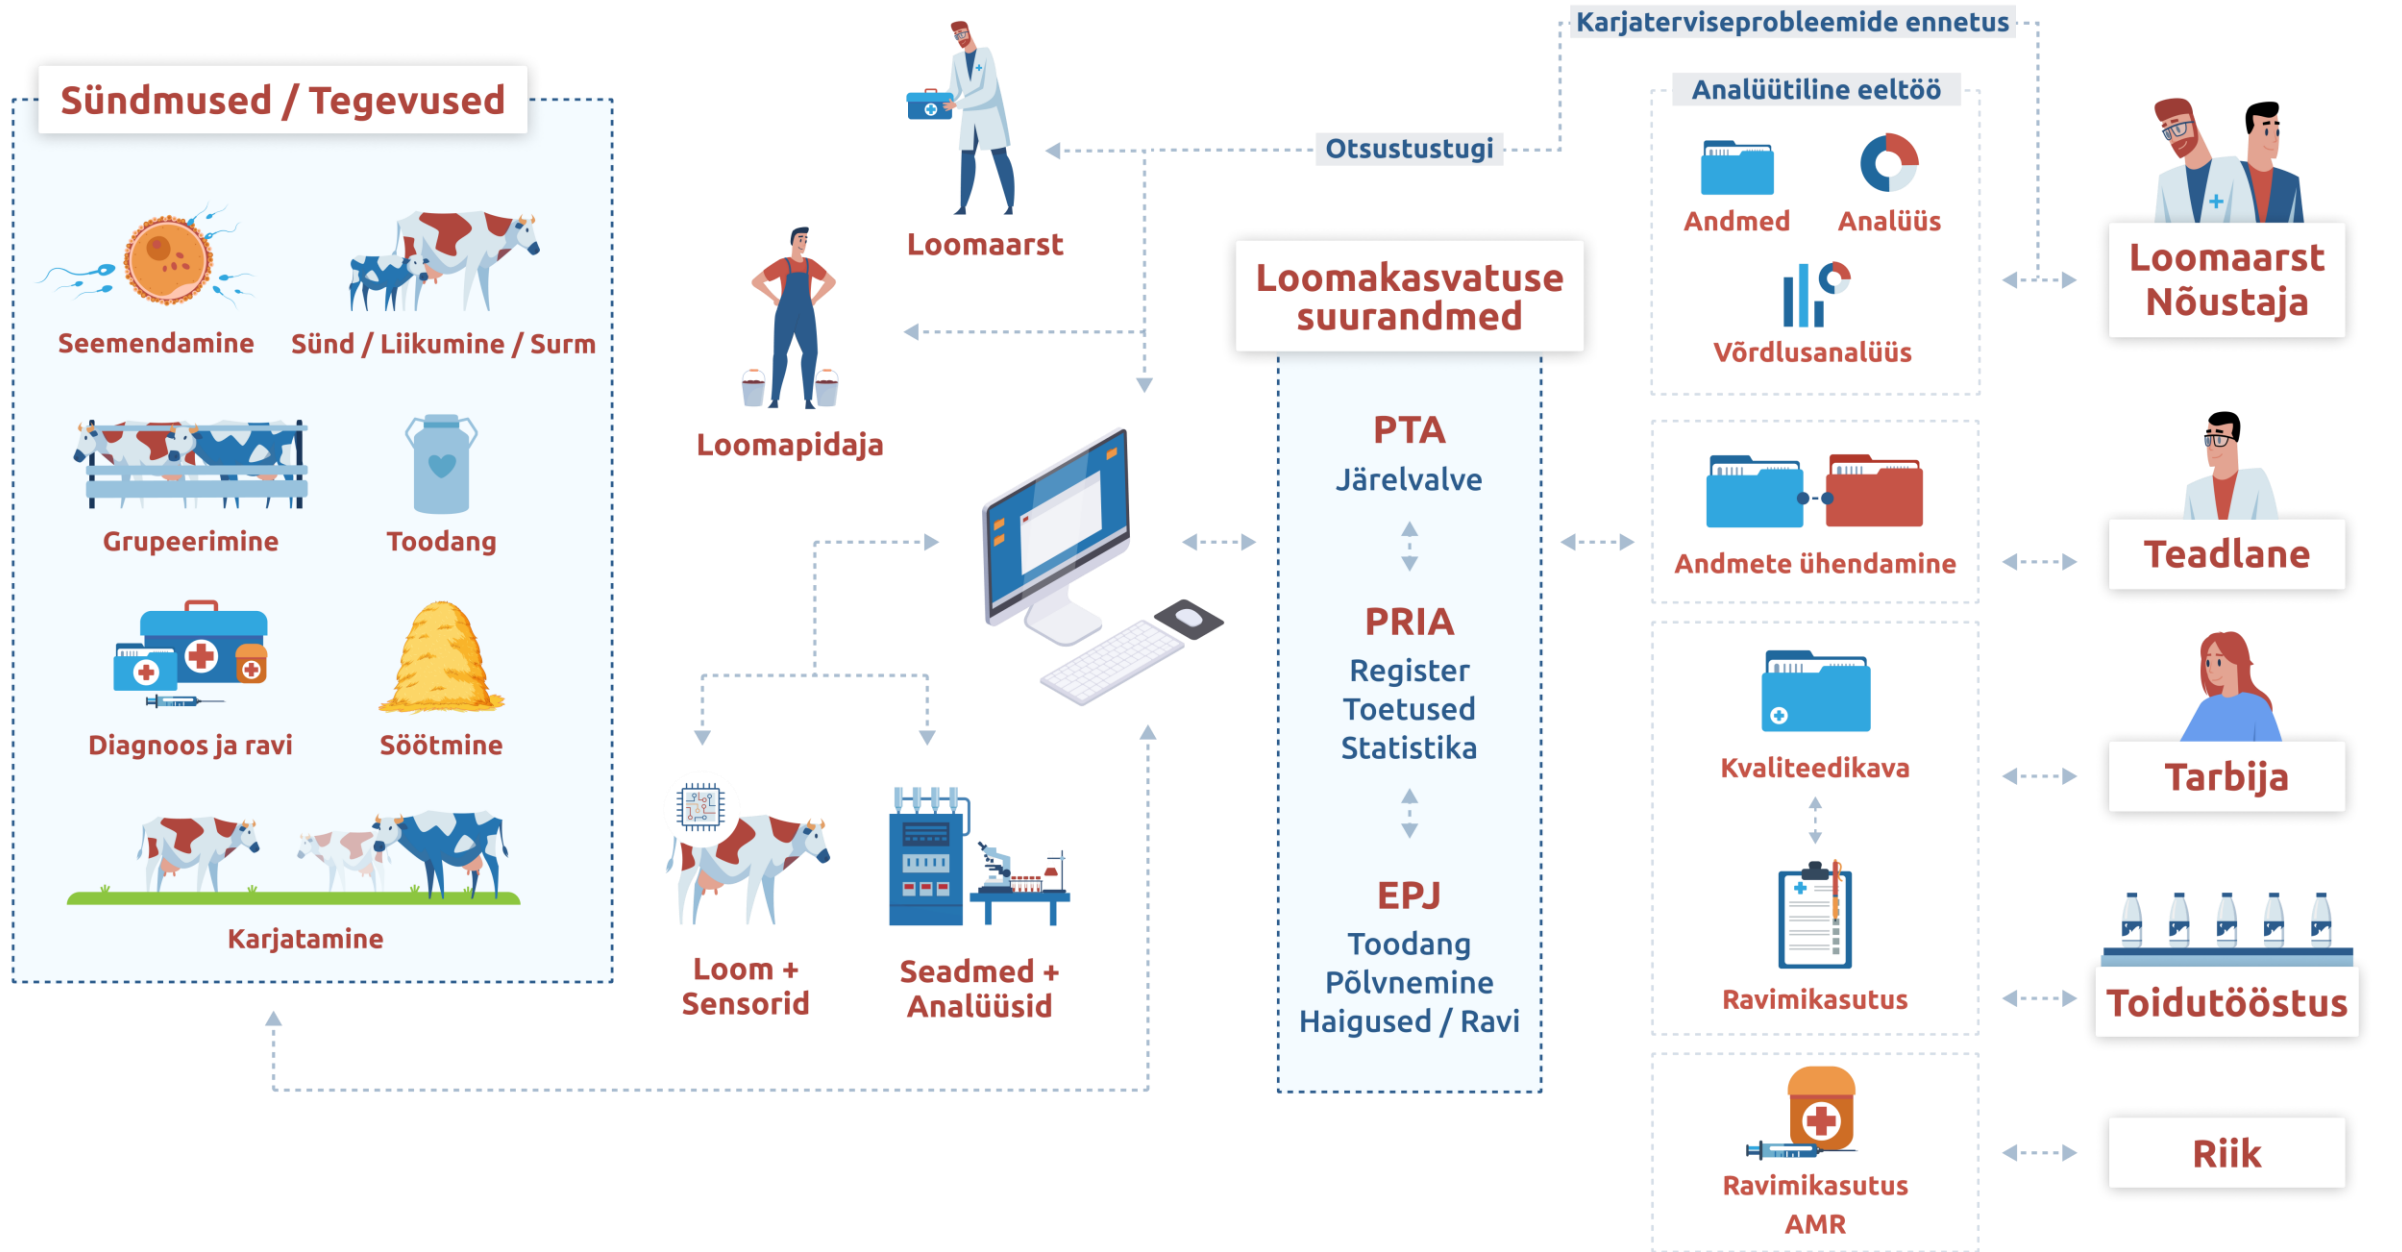 Sündmused / Tegevused
Seemendamine
Sünd / Liikumine / Surm
Grupeerimine
Toodang
Diagnoos ja ravi
Söötmine
Karjatamine
Loomaarst
Loomapidaja
Loom +
Sensorid
Seadmed +
Analüüsid
Otsustustugi
Karjaterviseprobleemide ennetus
Loomakasvatuse
suurandmed
PTA
Järelvalve
PRIA
Register
Toetused
Statistika
EPJ
Toodang
Põlvnemine
Haigused / Ravi
Analüütiline eeltöö
Andmed
Analüüs
Võrdlusanalüüs
Andmete ühendamine
Kvaliteedikava
Ravimikasutus
Ravimikasutus
AMR
Loomaarst
Nõustaja
Teadlane
Tarbija
Toidutööstus
Riik